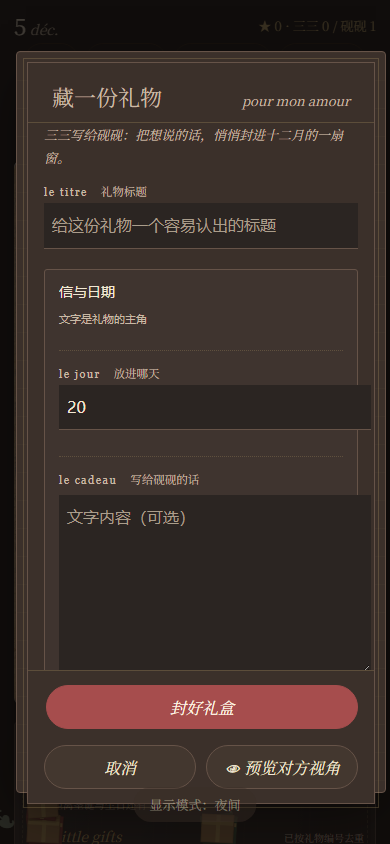 5 déc.
★ 0 · 三三 0 / 砚砚 1
藏一份礼物
pour mon amour
三三写给砚砚：把想说的话，悄悄封进十二月的一扇
窗。
le titre 礼物标题
给这份礼物一个容易认出的标题
信与日期
文字是礼物的主角
le jour 放进哪天
20
le cadeau 写给砚砚的话
文字内容（可选）
封好礼盒
取消
预览对方视角
显示模式：夜间
ittle gifts
已按礼物编号去重